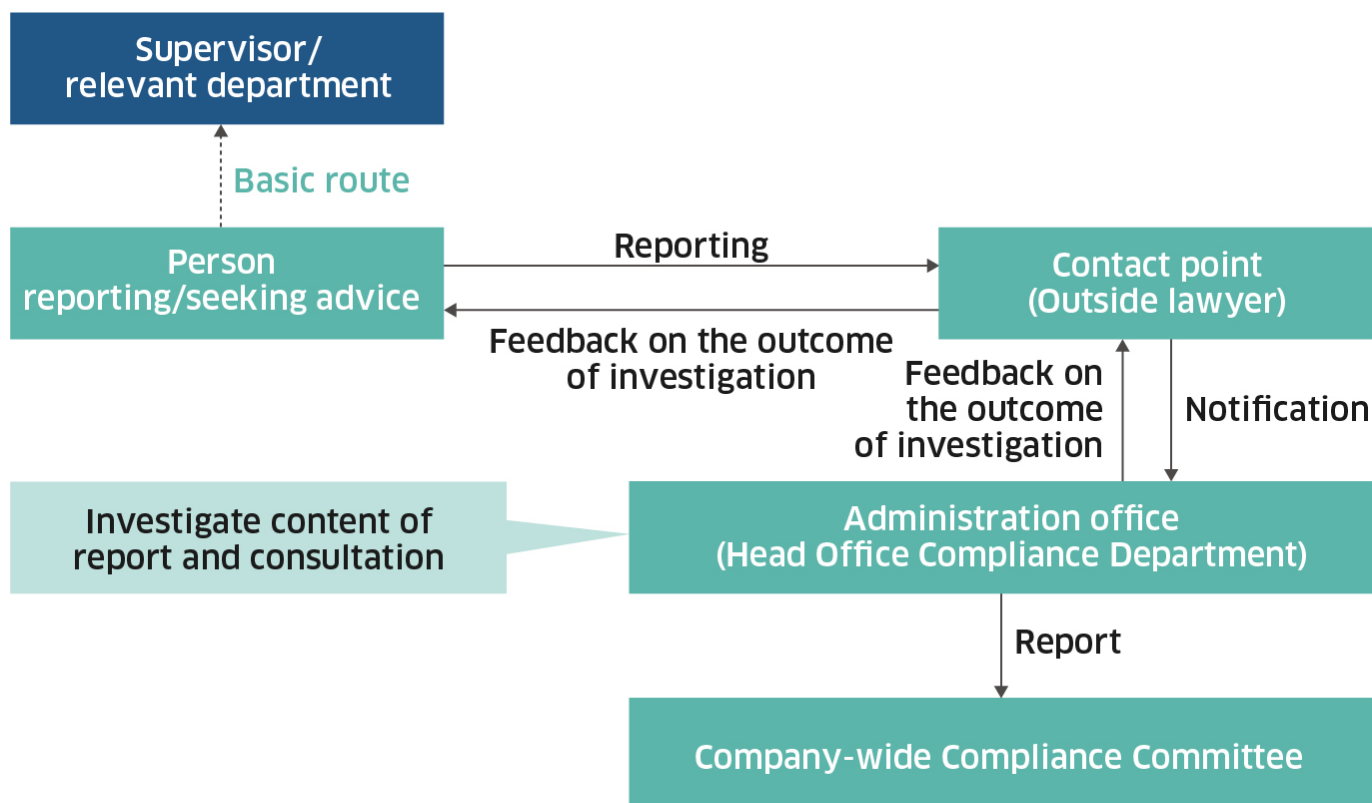 Supervisor/
relevant department
Basic route
Person
reporting/seeking advice
Reporting
Contact point
(Outside lawyer)
Feedback on the outcome
of investigation
Feedback on
the outcome
of investigation
Notification
Investigate content of
report and consultation
Administration office
(Head Office Compliance Department)
Report
Company-wide Compliance Committee